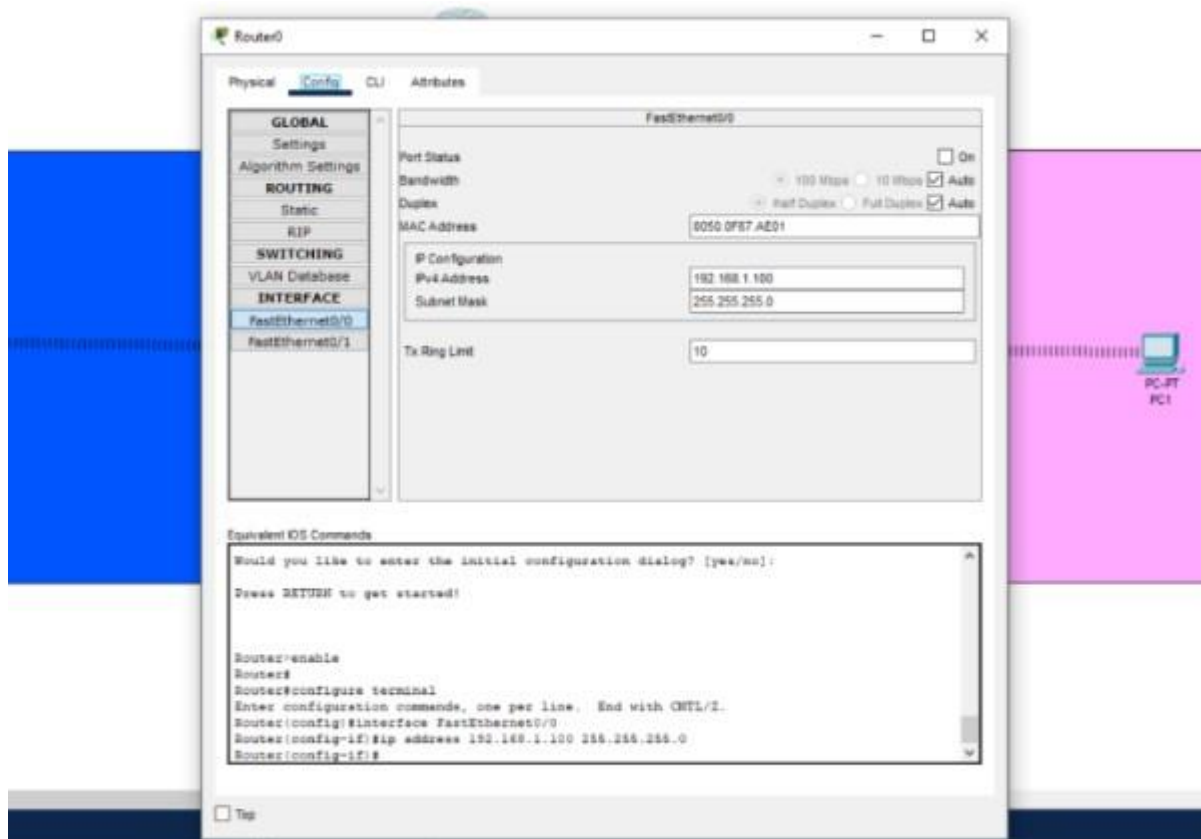 Router0
Physical Config CLI Attributes
GLOBAL
Settings
Algorithm Settings
ROUTING
Static
RIP
SWITCHING
VLAN Database
INTERFACE
FastEthernet0/0
FastEthernet0/1
FastEthernet0/0
Port Status On
Bandwidth 100 Mbps 10 Mbps Auto
Duplex Half Duplex Full Duplex Auto
MAC Address 0050.0F67.AE01
IP Configuration
IPv4 Address 192.168.1.100
Subnet Mask 255.255.255.0
Tx Ring Limit 10
PC-PT
PC1
Equivalent IOS Commands
Would you like to enter the initial configuration dialog? [yes/no]:
Press RETURN to get started!
Router>enable
Router#
Router#configure terminal
Enter configuration commands, one per line. End with CNTL/Z.
Router(config)#interface FastEthernet0/0
Router(config-if)#ip address 192.168.1.100 255.255.255.0
Router(config-if)#
Top